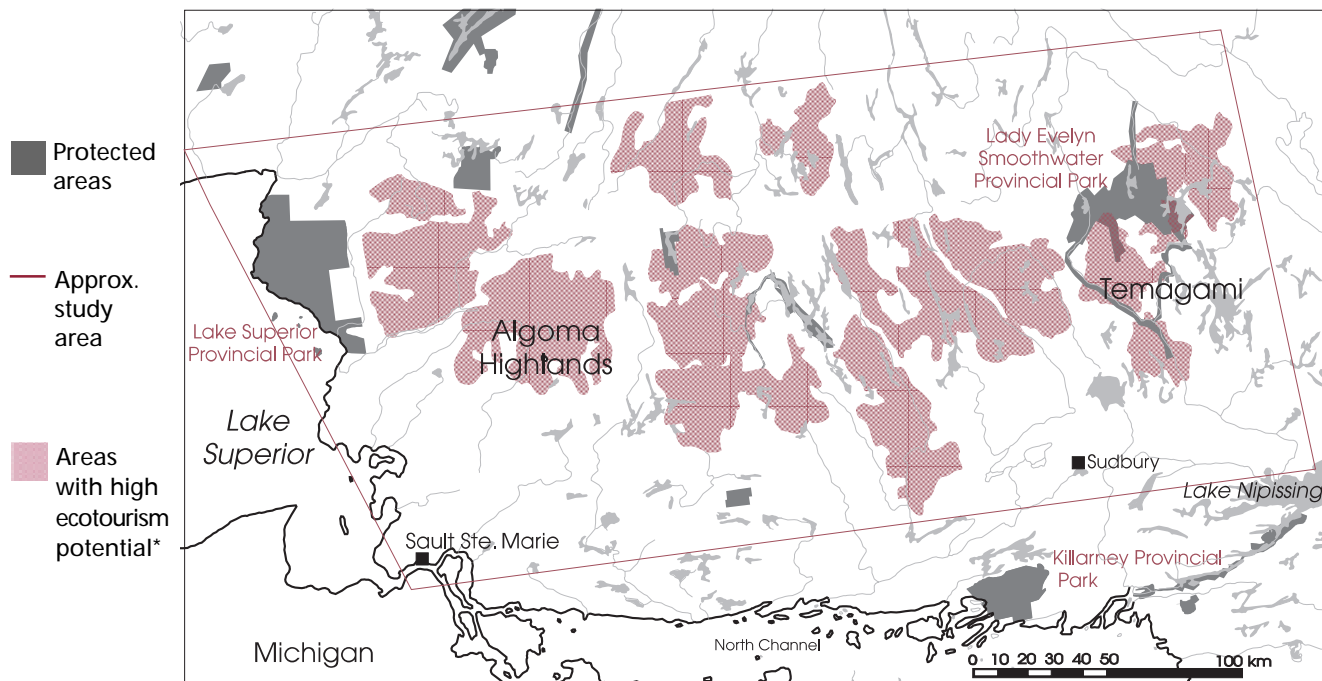 Protected
areas
Approx.
study
area
Areas
with high
ecotourism
potential*
Lady Evelyn
Smoothwater
Provincial Park
Temagami
Lake Superior
Provincial Park
Algoma
Highlands
Lake
Superior
Sudbury
Lake Nipissing
Sault Ste. Marie
Killarney Provincial
Park
Michigan
North Channel
0 10 20 30 40 50 100 km